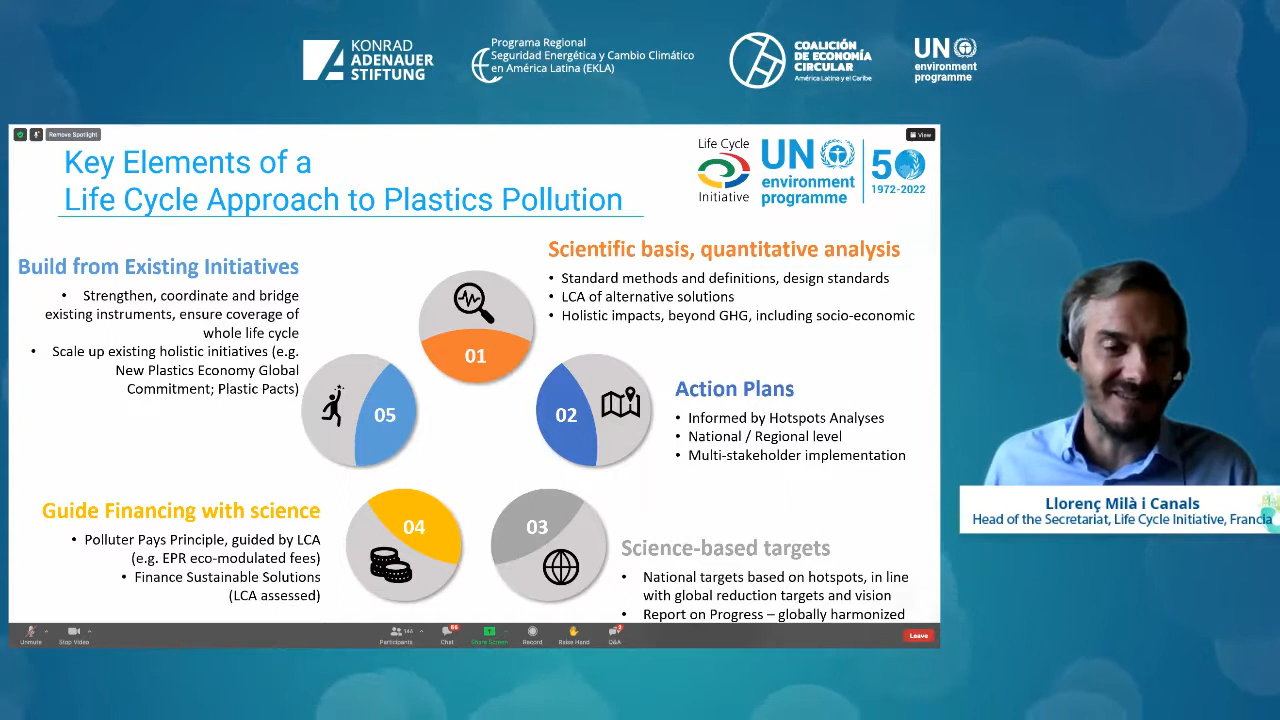 KONRAD
ADENAUER
STIFTUNG
Programa Regional
Seguridad Energética y Cambio Climático
en América Latina (EKLA)
COALICIÓN
DE ECONOMÍA
CIRCULAR
América Latina y el Caribe
UN
environment
programme
Remove Spotlight
View
Key Elements of a
Life Cycle Approach to Plastics Pollution
Life Cycle
Initiative
UN
environment
programme
50
1972-2022
Build from Existing Initiatives
• Strengthen, coordinate and bridge
existing instruments, ensure coverage of
whole life cycle
• Scale up existing holistic initiatives (e.g.
New Plastics Economy Global
Commitment; Plastic Pacts)
Scientific basis, quantitative analysis
• Standard methods and definitions, design standards
• LCA of alternative solutions
• Holistic impacts, beyond GHG, including socio-economic
01
02
Action Plans
• Informed by Hotspots Analyses
• National / Regional level
• Multi-stakeholder implementation
05
Guide Financing with science
• Polluter Pays Principle, guided by LCA
(e.g. EPR eco-modulated fees)
• Finance Sustainable Solutions
(LCA assessed)
04
03
Science-based targets
• National targets based on hotspots, in line
with global reduction targets and vision
• Report on Progress – globally harmonized
Llorenç Milà i Canals
Head of the Secretariat, Life Cycle Initiative, Francia
Unmute
Stop Video
Participants
144
Chat
Share Screen
Record
Raise Hand
Q&A
Leave